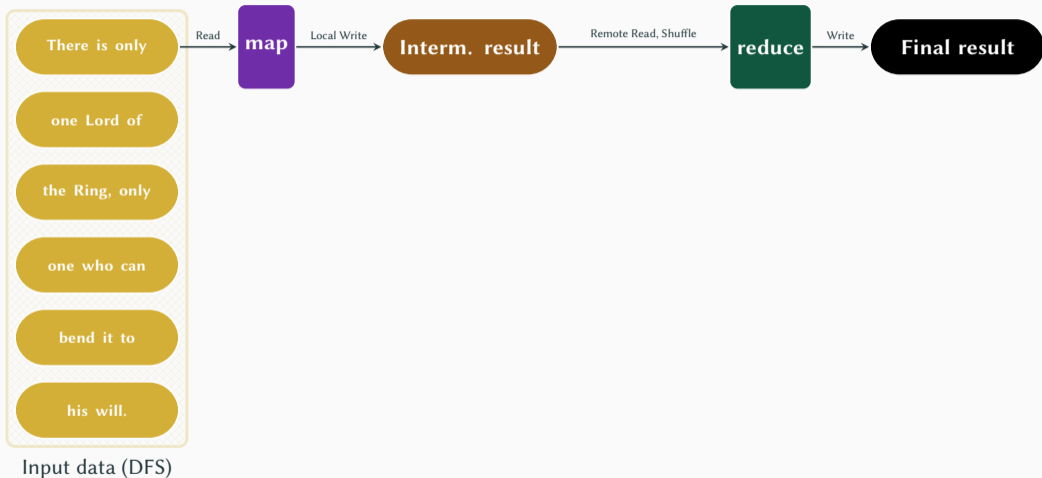 There is only
Read
map
Local Write
Interm. result
Remote Read, Shuffle
reduce
Write
Final result
one Lord of
the Ring, only
one who can
bend it to
his will.
Input data (DFS)